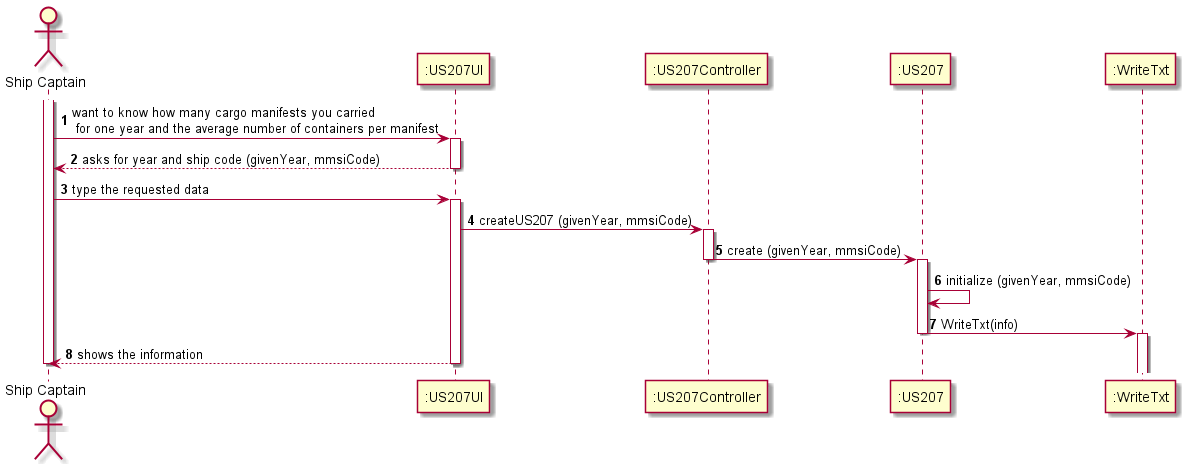 Ship Captain
:US207UI
:US207Controller
:US207
:WriteTxt
1 want to know how many cargo manifests you carried
for one year and the average number of containers per manifest
2 asks for year and ship code (givenYear, mmsiCode)
3 type the requested data
4 createUS207 (givenYear, mmsiCode)
5 create (givenYear, mmsiCode)
6 initialize (givenYear, mmsiCode)
7 WriteTxt(info)
8 shows the information
Ship Captain
:US207UI
:US207Controller
:US207
:WriteTxt